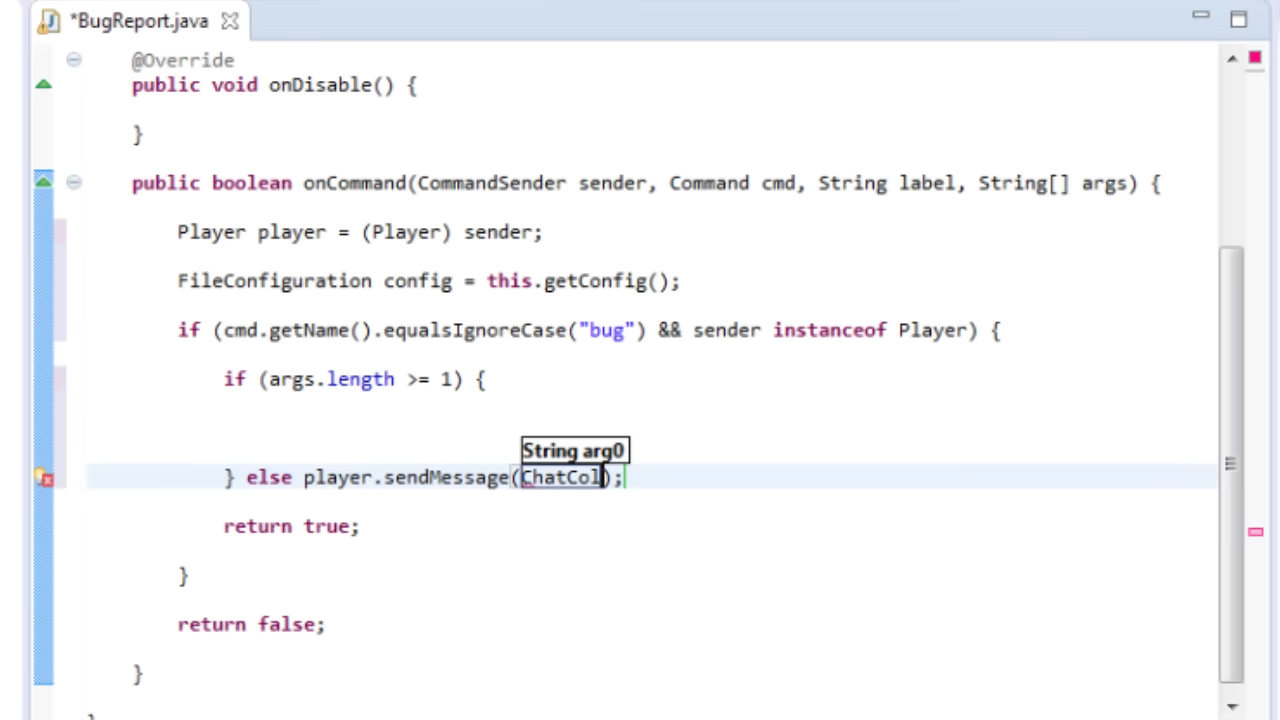 *BugReport.java
@Override
public void onDisable() {
}
public boolean onCommand(CommandSender sender, Command cmd, String label, String[] args) {
Player player = (Player) sender;
FileConfiguration config = this.getConfig();
if (cmd.getName().equalsIgnoreCase("bug") && sender instanceof Player) {
if (args.length >= 1) {
String arg0
} else player.sendMessage(ChatCol);
return true;
}
return false;
}
}